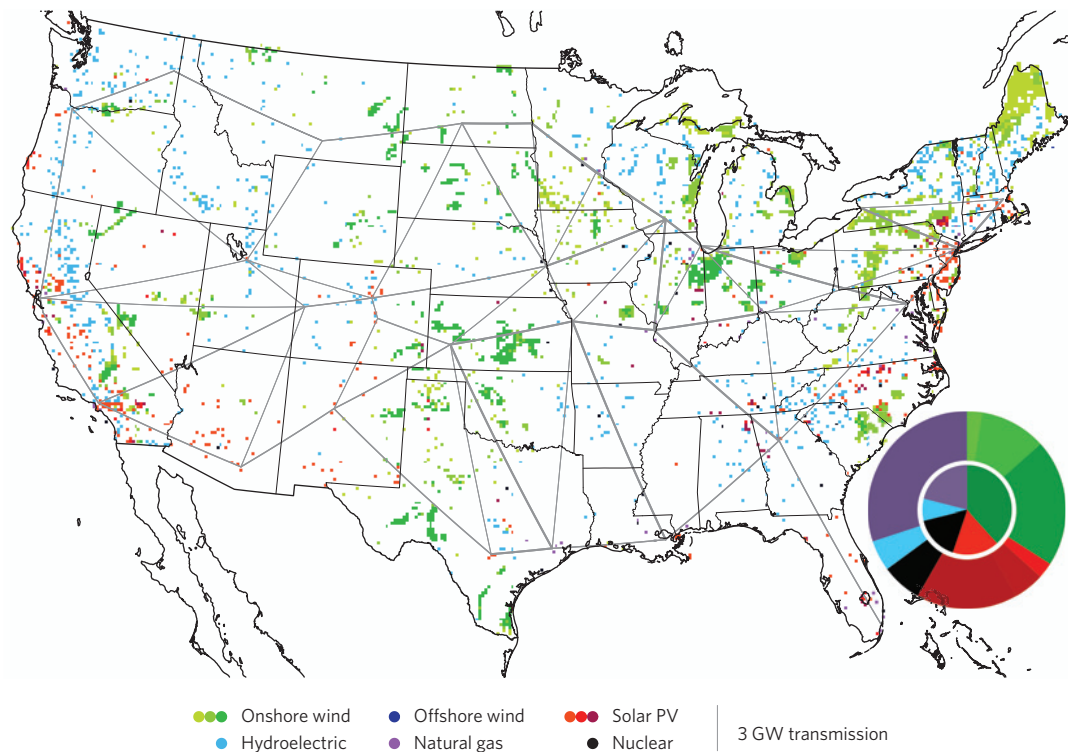 Onshore wind
Offshore wind
Solar PV
3 GW transmission
Hydroelectric
Natural gas
Nuclear